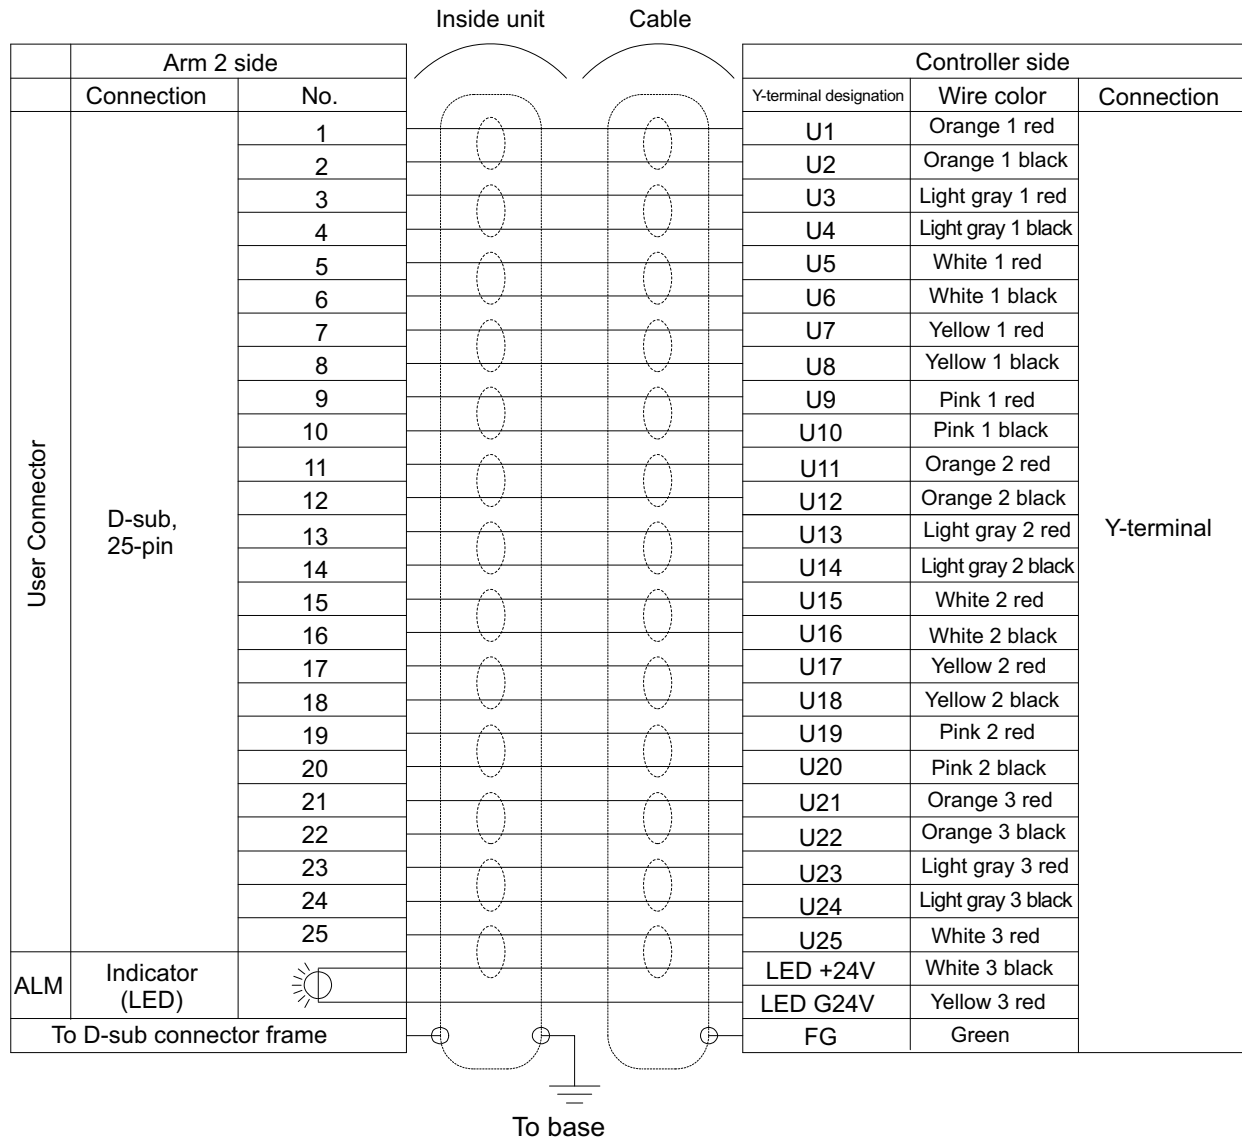 Inside unit Cable
Arm 2 side Controller side
Connection No. Y-terminal designation Wire color Connection
1 U1 Orange 1 red
2 U2 Orange 1 black
3 U3 Light gray 1 red
4 U4 Light gray 1 black
5 U5 White 1 red
6 U6 White 1 black
7 U7 Yellow 1 red
8 U8 Yellow 1 black
9 U9 Pink 1 red
10 U10 Pink 1 black
11 U11 Orange 2 red
12 U12 Orange 2 black
User Connector D-sub, 25-pin 13 U13 Light gray 2 red Y-terminal
14 U14 Light gray 2 black
15 U15 White 2 red
16 U16 White 2 black
17 U17 Yellow 2 red
18 U18 Yellow 2 black
19 U19 Pink 2 red
20 U20 Pink 2 black
21 U21 Orange 3 red
22 U22 Orange 3 black
23 U23 Light gray 3 red
24 U24 Light gray 3 black
25 U25 White 3 red
ALM Indicator (LED) LED +24V White 3 black
LED G24V Yellow 3 red
To D-sub connector frame FG Green
To base